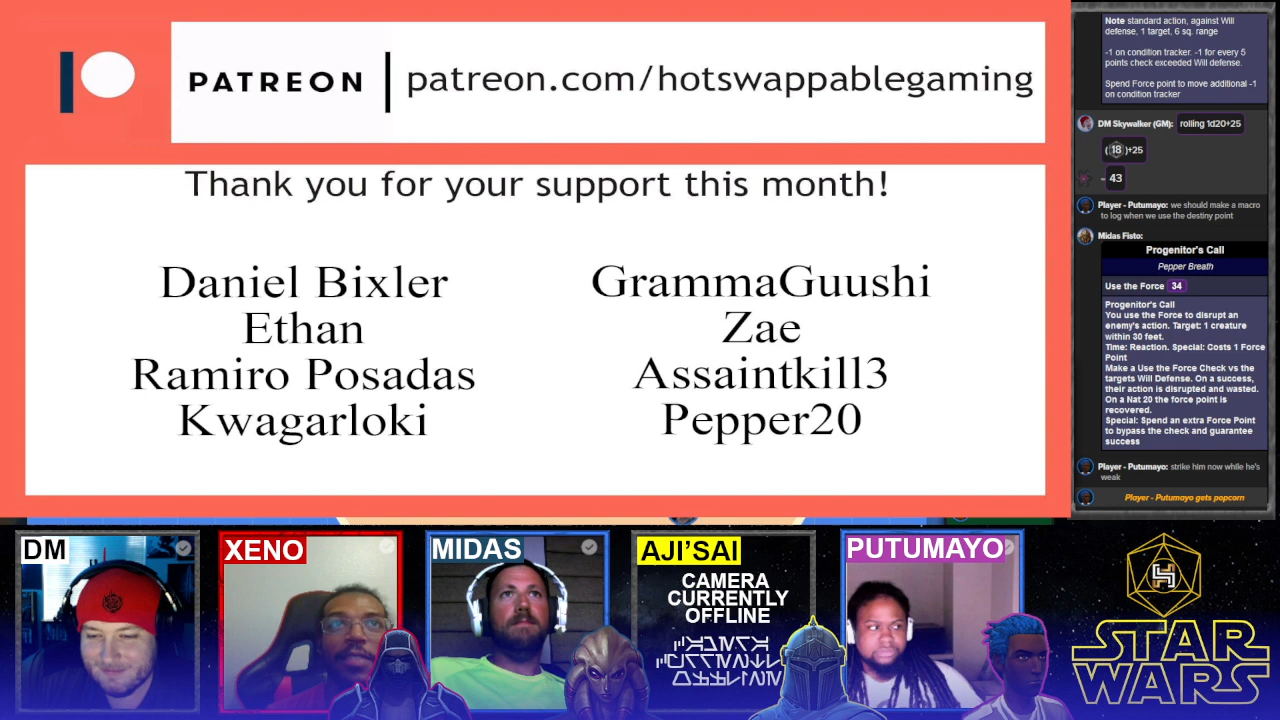 PATREON
patreon.com/hotswappablegaming
Thank you for your support this month!
Daniel Bixler
Ethan
Ramiro Posadas
Kwagarloki
GrammaGuushi
Zae
Assaintkill3
Pepper20
Note standard action, against Will
defense, 1 target, 6 sq. range
-1 on condition tracker. -1 for every 5
points check exceeded Will defense.
Spend Force point to move additional -1
on condition tracker
DM Skywalker (GM): rolling 1d20+25
(18)+25
43
Player - Putumayo: we should make a macro
to log when we use the destiny point
Midas Fisto:
Progenitor's Call
Pepper Breath
Use the Force 34
Progenitor's Call
You use the Force to disrupt an
enemy's action. Target: 1 creature
within 30 feet.
Time: Reaction. Special: Costs 1 Force
Point
Make a Use the Force Check vs the
targets Will Defense. On a success,
their action is disrupted and wasted.
On a Nat 20 the force point is
recovered.
Special: Spend an extra Force Point
to bypass the check and guarantee
success
Player - Putumayo: strike him now while he's
weak
Player - Putumayo gets popcorn
DM
XENO
MIDAS
AJI'SAI
CAMERA
CURRENTLY
OFFLINE
PUTUMAYO
STAR
WARS